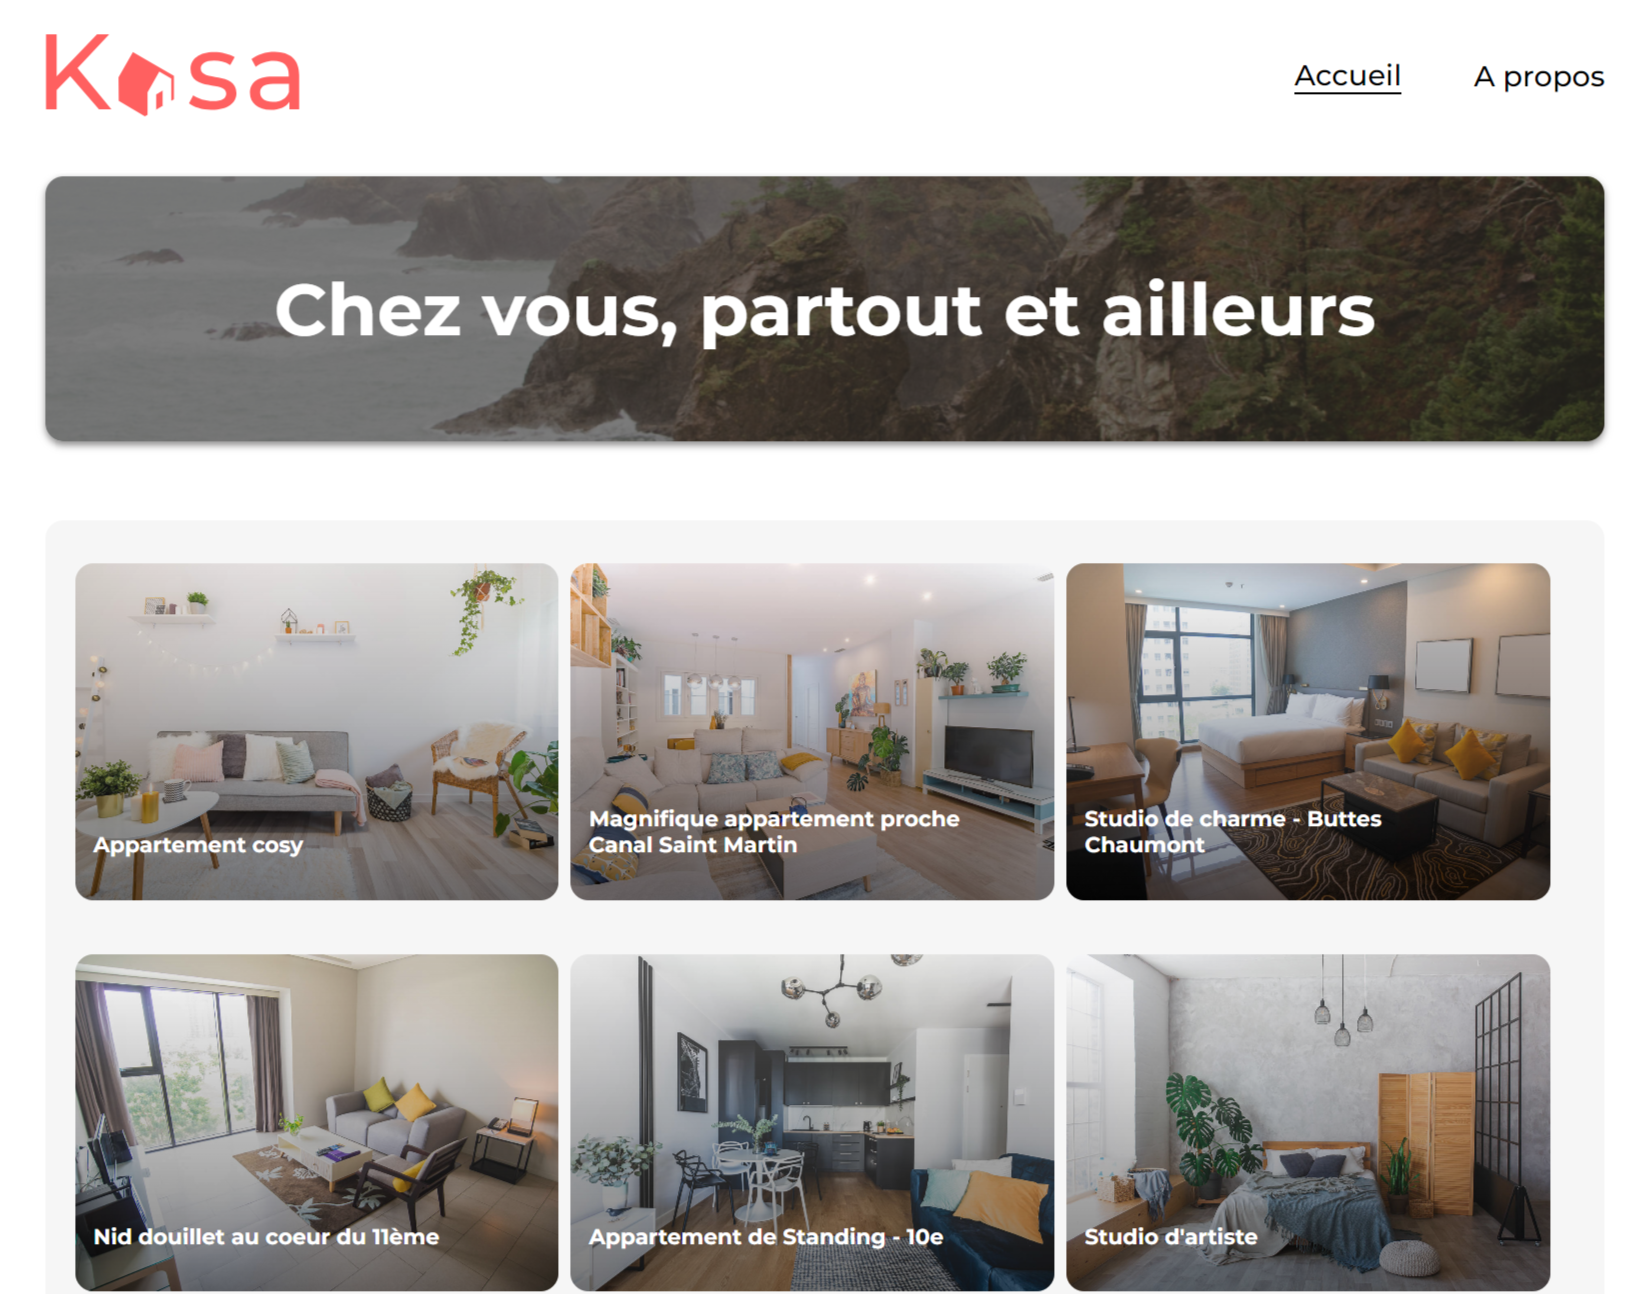 Kasa
Accueil
A propos
Chez vous, partout et ailleurs
Appartement cosy
Magnifique appartement proche
Canal Saint Martin
Studio de charme - Buttes
Chaumont
Nid douillet au coeur du 11ème
Appartement de Standing - 10e
Studio d'artiste